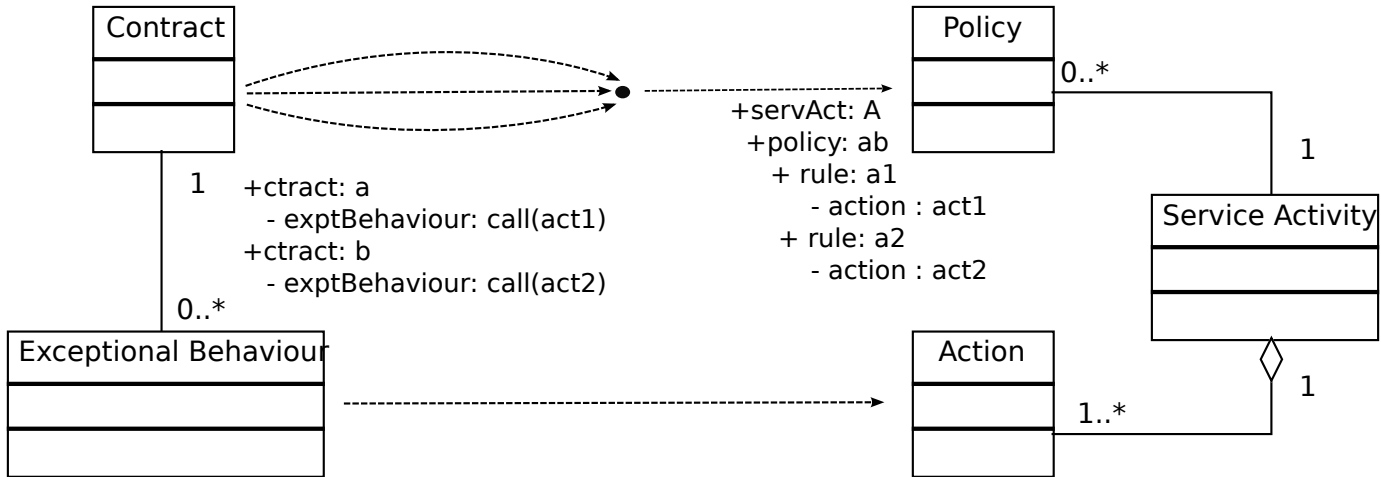 Contract
Policy
0..*
+servAct: A
+policy: ab
+ rule: a1
- action : act1
+ rule: a2
- action : act2
1
+ctract: a
- exptBehaviour: call(act1)
+ctract: b
- exptBehaviour: call(act2)
1
Service Activity
0..*
Exceptional Behaviour
Action
1..*
1